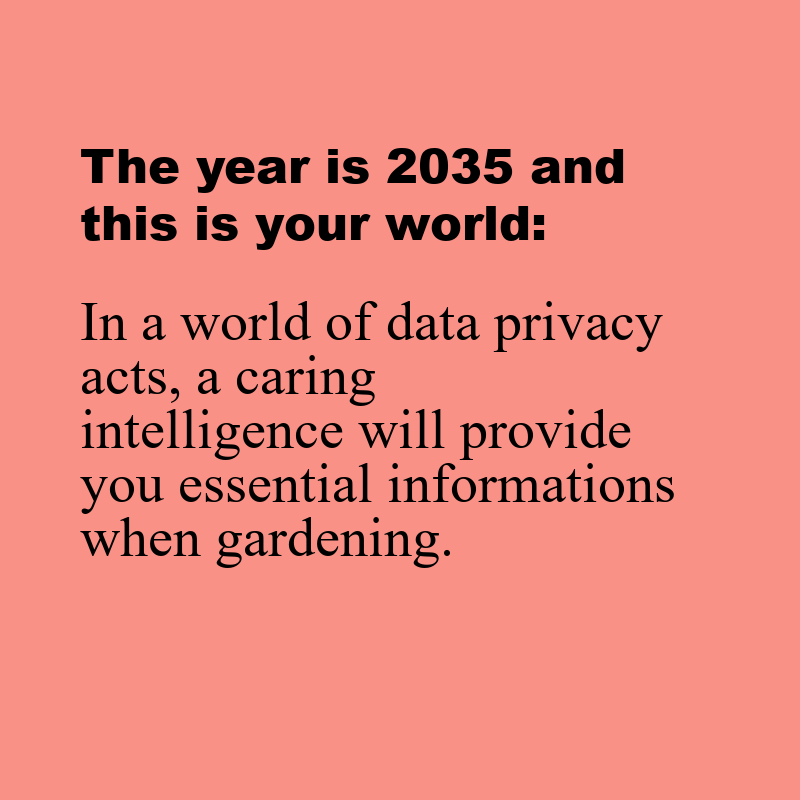 The year is 2035 and
this is your world:
In a world of data privacy
acts, a caring
intelligence will provide
you essential informations
when gardening.